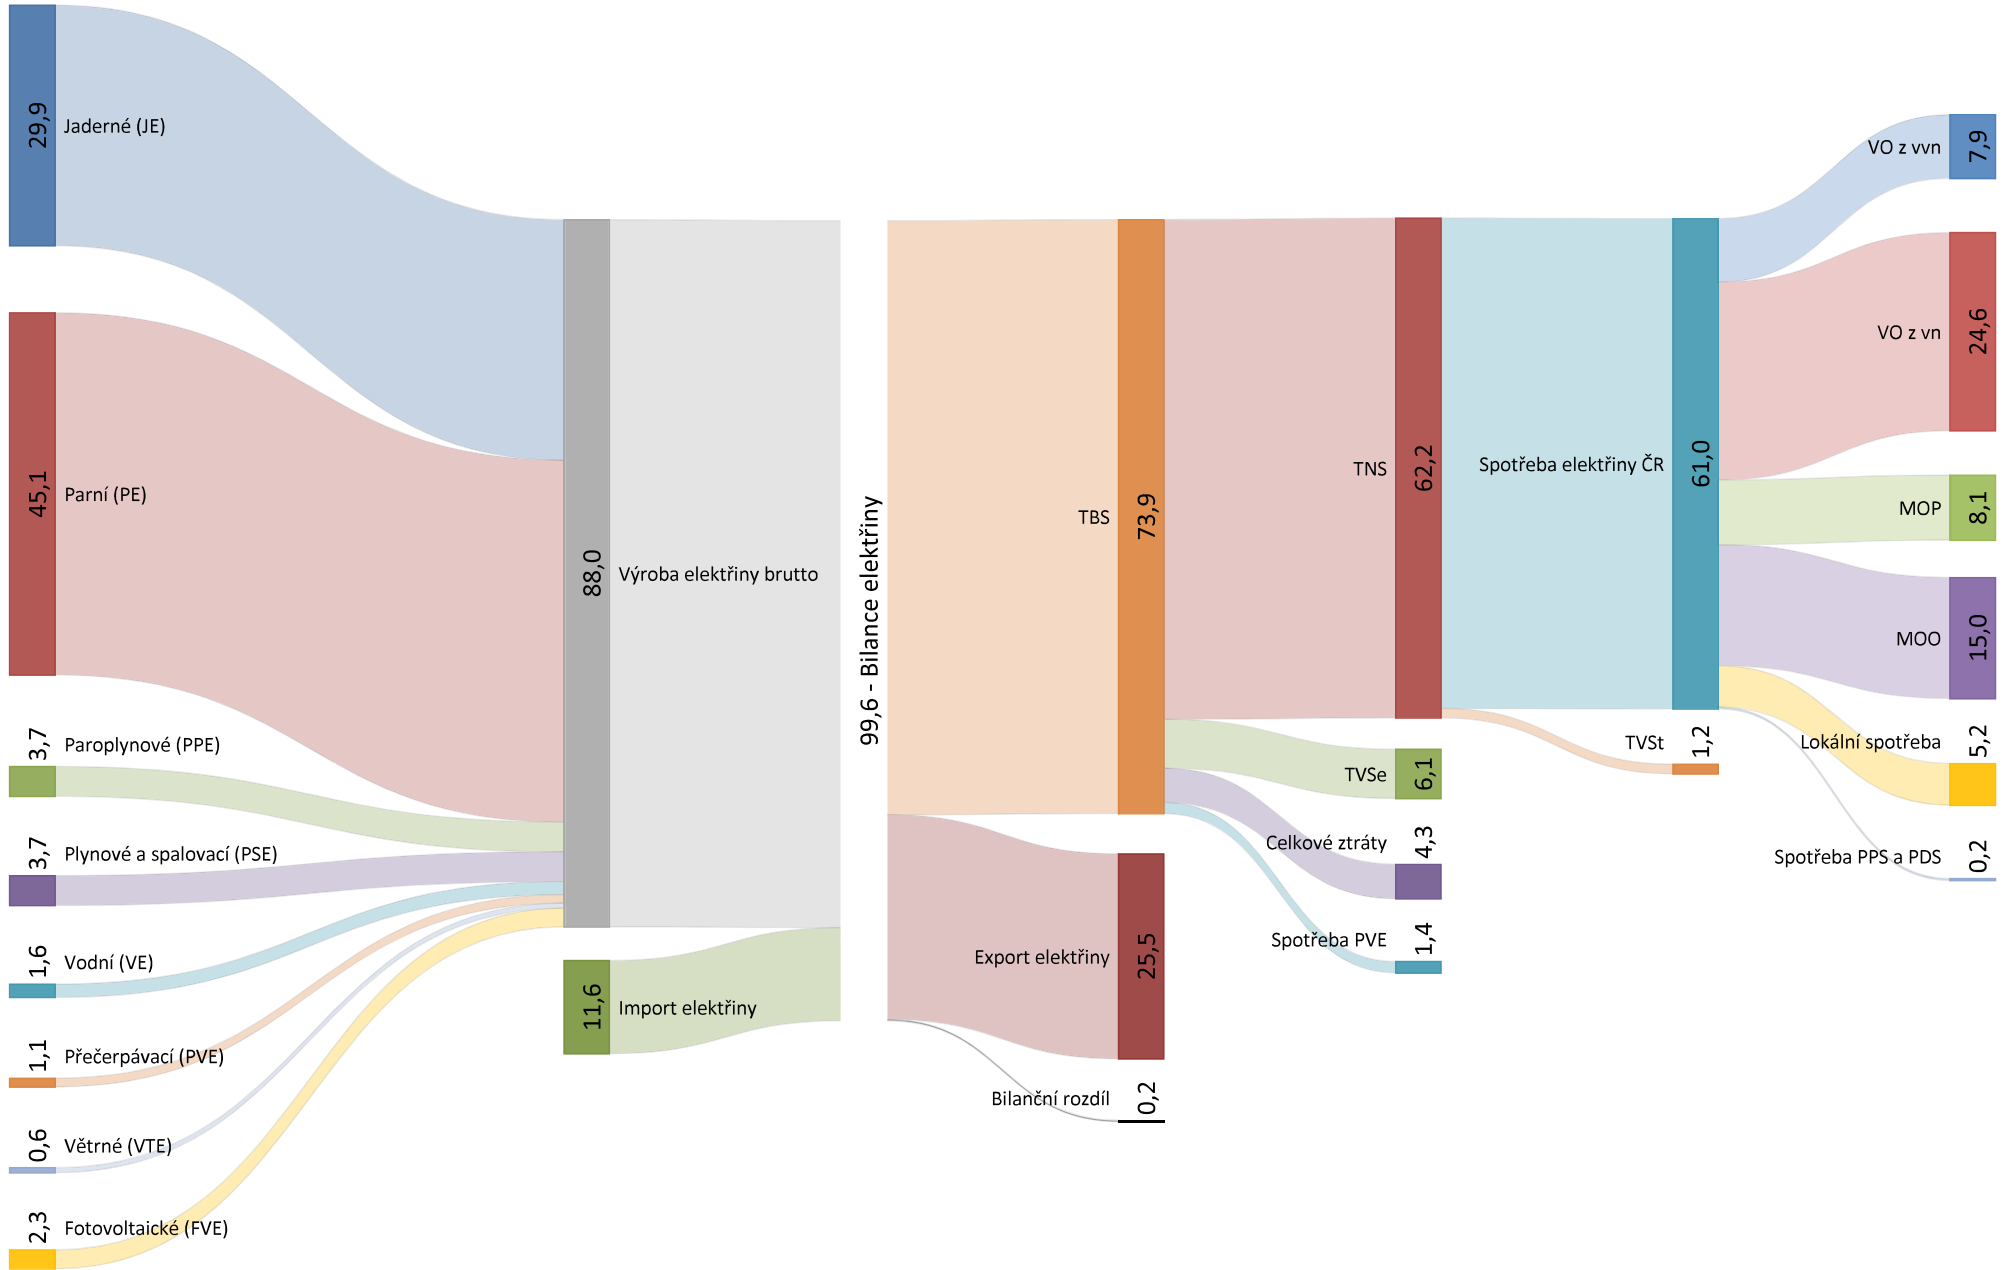 29,9
Jaderné (JE)
45,1
Parní (PE)
3,7
Paroplynové (PPE)
3,7
Plynové a spalovací (PSE)
1,6
Vodní (VE)
1,1
Přečerpávací (PVE)
0,6
Větrné (VTE)
2,3
Fotovoltaické (FVE)
88,0
Výroba elektřiny brutto
11,6
Import elektřiny
99,6 - Bilance elektřiny
TBS
73,9
Export elektřiny
25,5
Bilanční rozdíl
0,2
TNS
62,2
TVSe
6,1
Celkové ztráty
4,3
Spotřeba PVE
1,4
Spotřeba elektřiny ČR
61,0
TVSt
1,2
VO z vvn
7,9
VO z vn
24,6
MOP
8,1
MOO
15,0
Lokální spotřeba
5,2
Spotřeba PPS a PDS
0,2